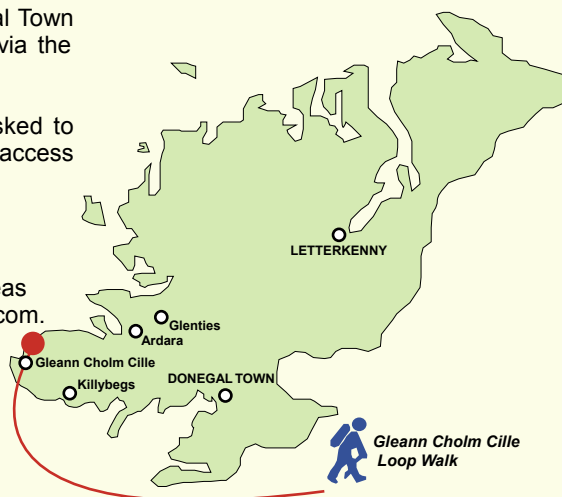 al Town
via the
sked to
access
eas
com.
LETTERKENNY
Glenties
Ardara
Gleann Cholm Cille
Killybegs
DONEGAL TOWN
Gleann Cholm Cille
Loop Walk